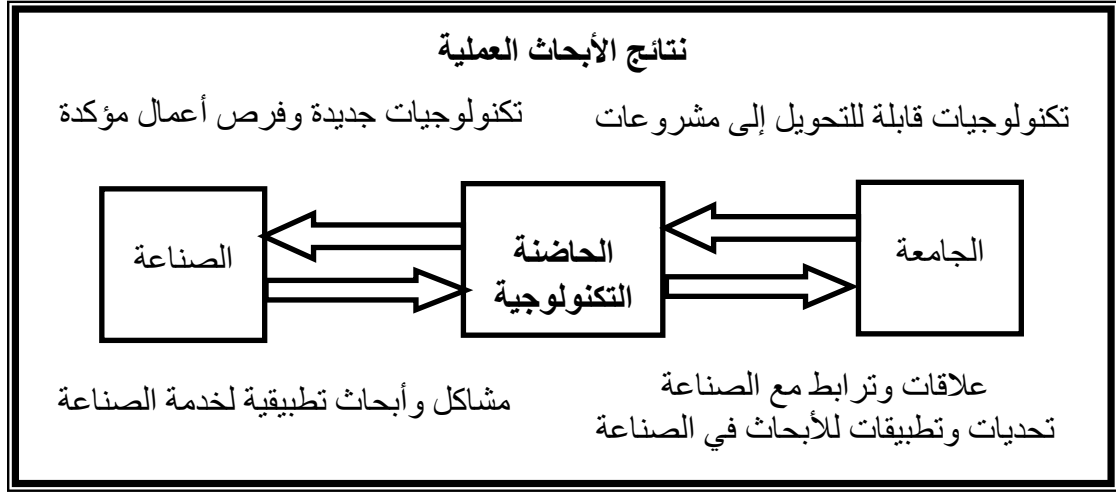 نتائج الأبحاث العملية
تكنولوجيات قابلة للتحويل إلى مشروعات
تكنولوجيات جديدة وفرص أعمال مؤكدة
الجامعة
الحاضنة
التكنولوجية
الصناعة
علاقات وترابط مع الصناعة
تحديات وتطبيقات للأبحاث في الصناعة
مشاكل وأبحاث تطبيقية لخدمة الصناعة